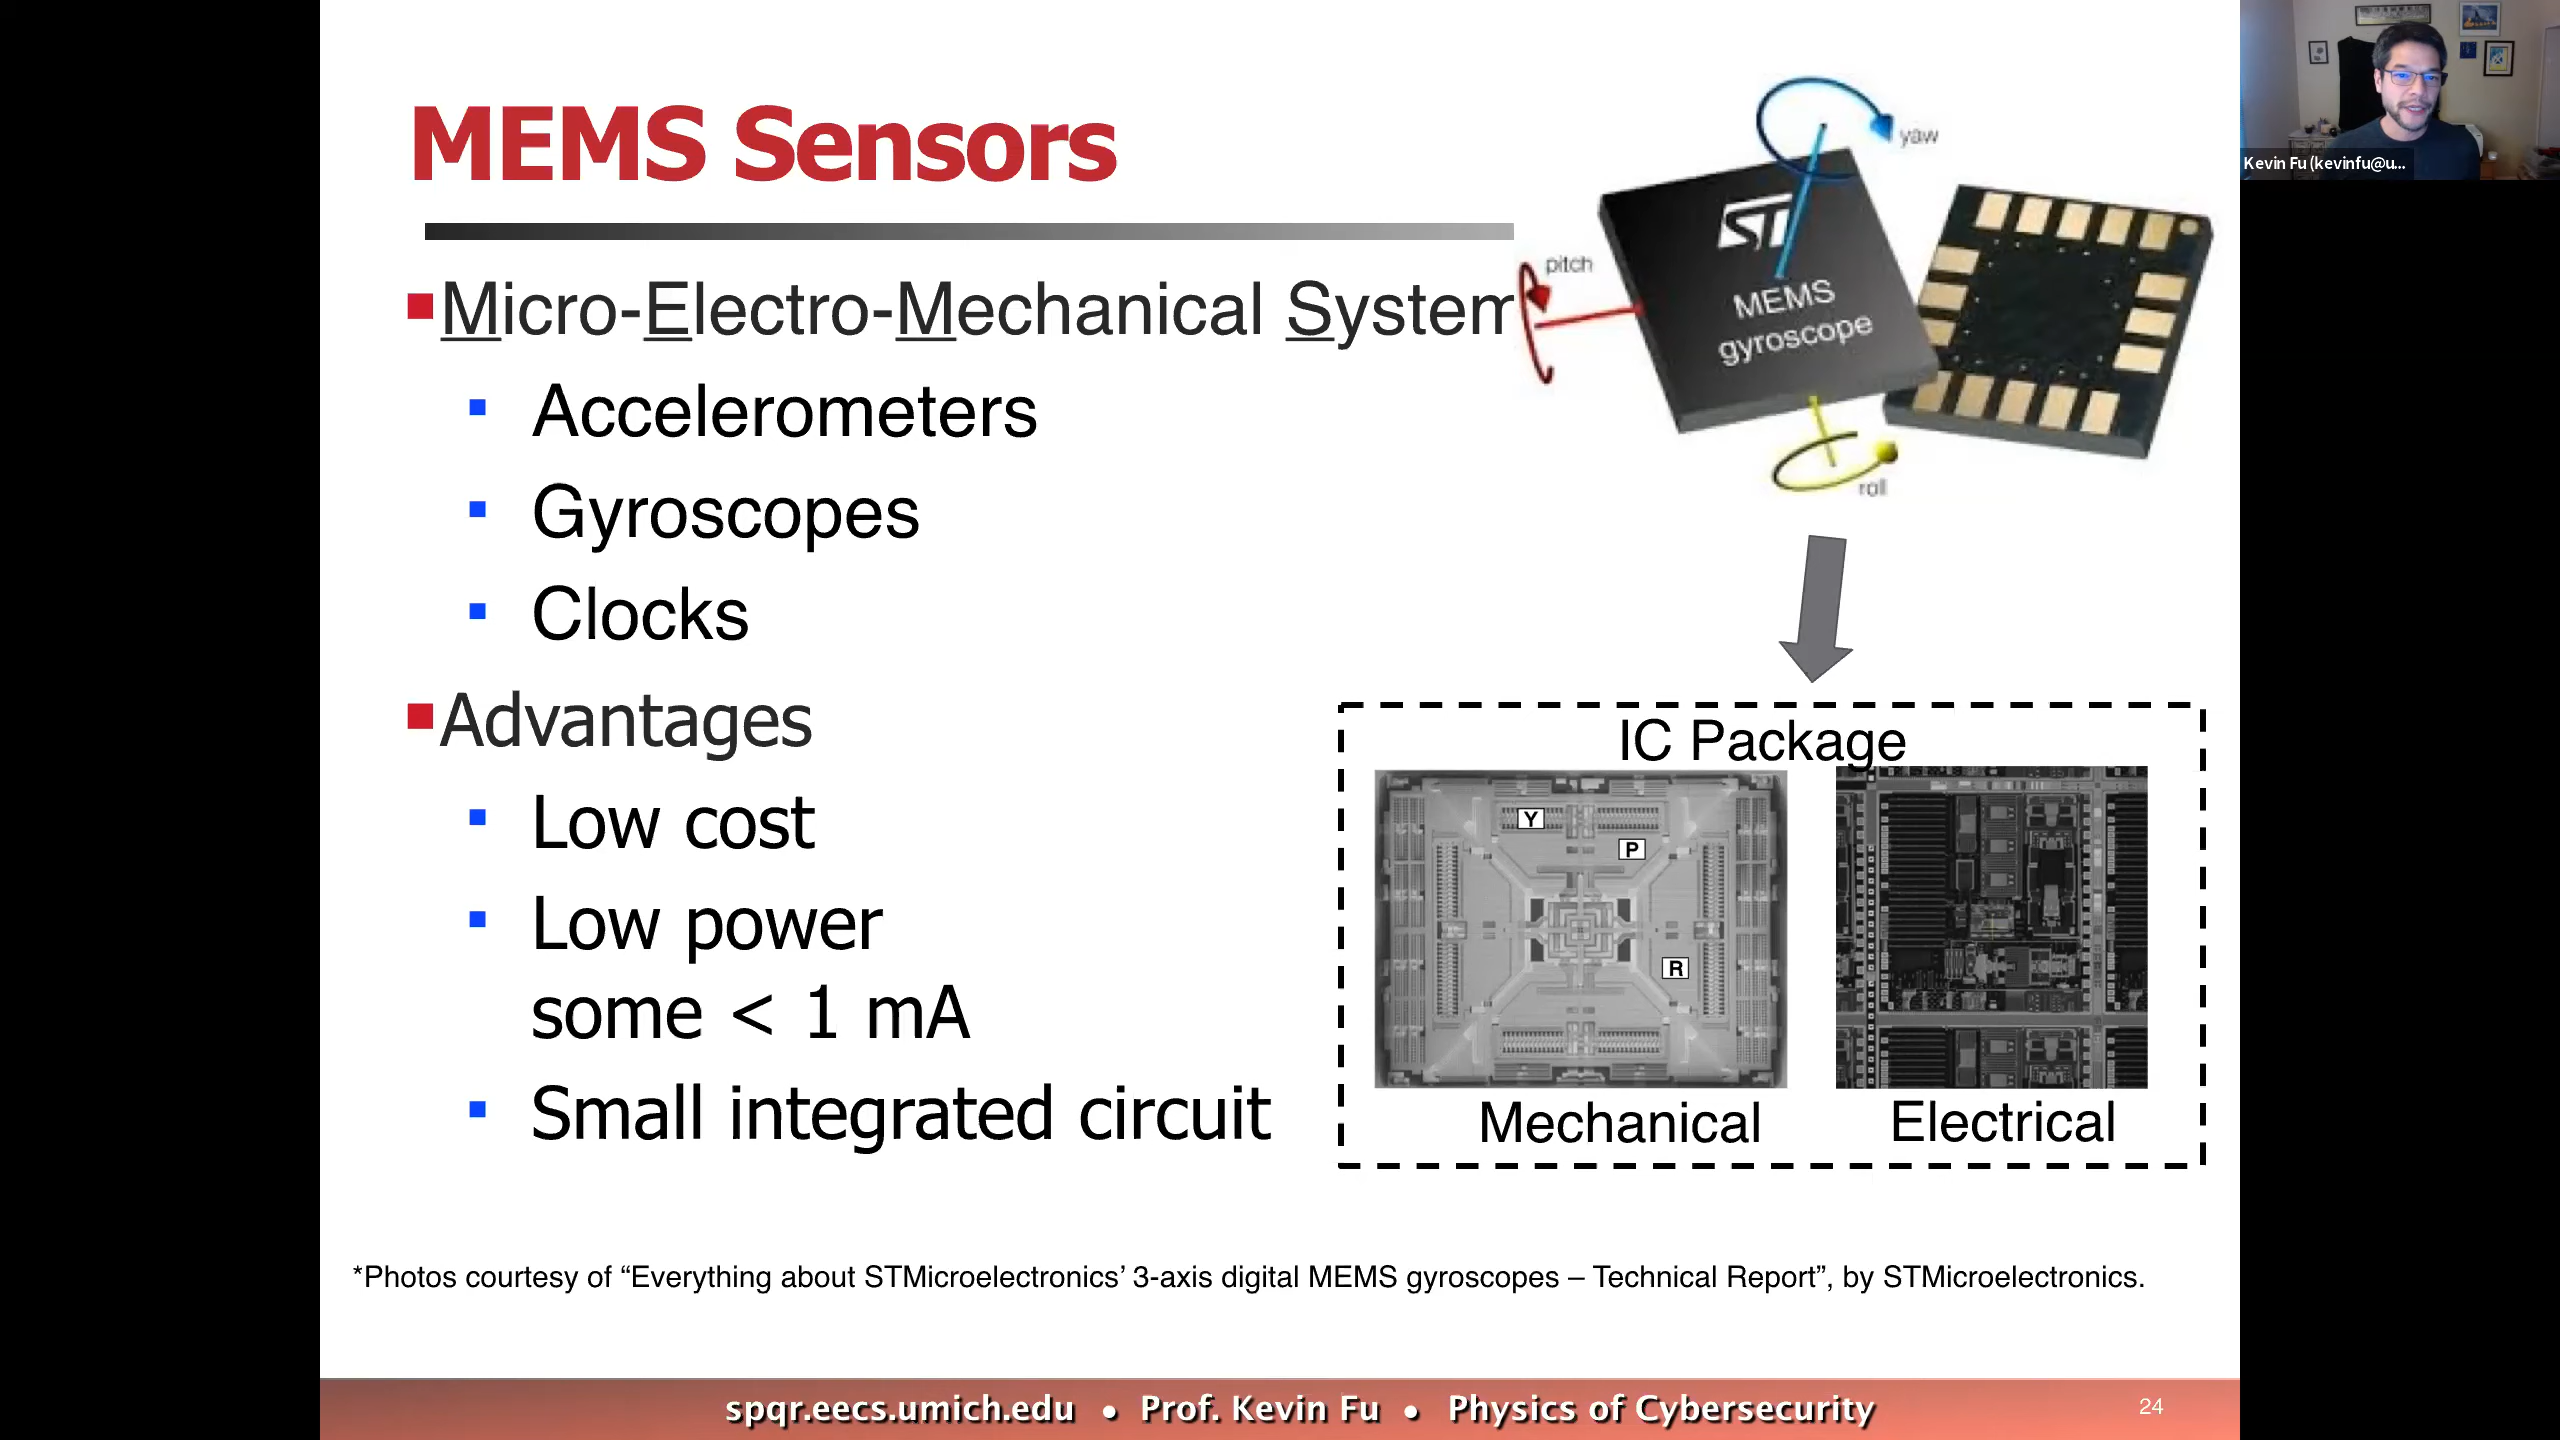 MEMS Sensors
Micro-Electro-Mechanical System
Accelerometers
Gyroscopes
Clocks
Advantages
Low cost
Low power
some < 1 mA
Small integrated circuit
yaw
pitch
ST
MEMS
gyroscope
roll
IC Package
Y
P
R
Mechanical
Electrical
*Photos courtesy of “Everything about STMicroelectronics’ 3-axis digital MEMS gyroscopes – Technical Report”, by STMicroelectronics.
spqr.eecs.umich.edu • Prof. Kevin Fu • Physics of Cybersecurity
24
Kevin Fu (kevinfu@u...